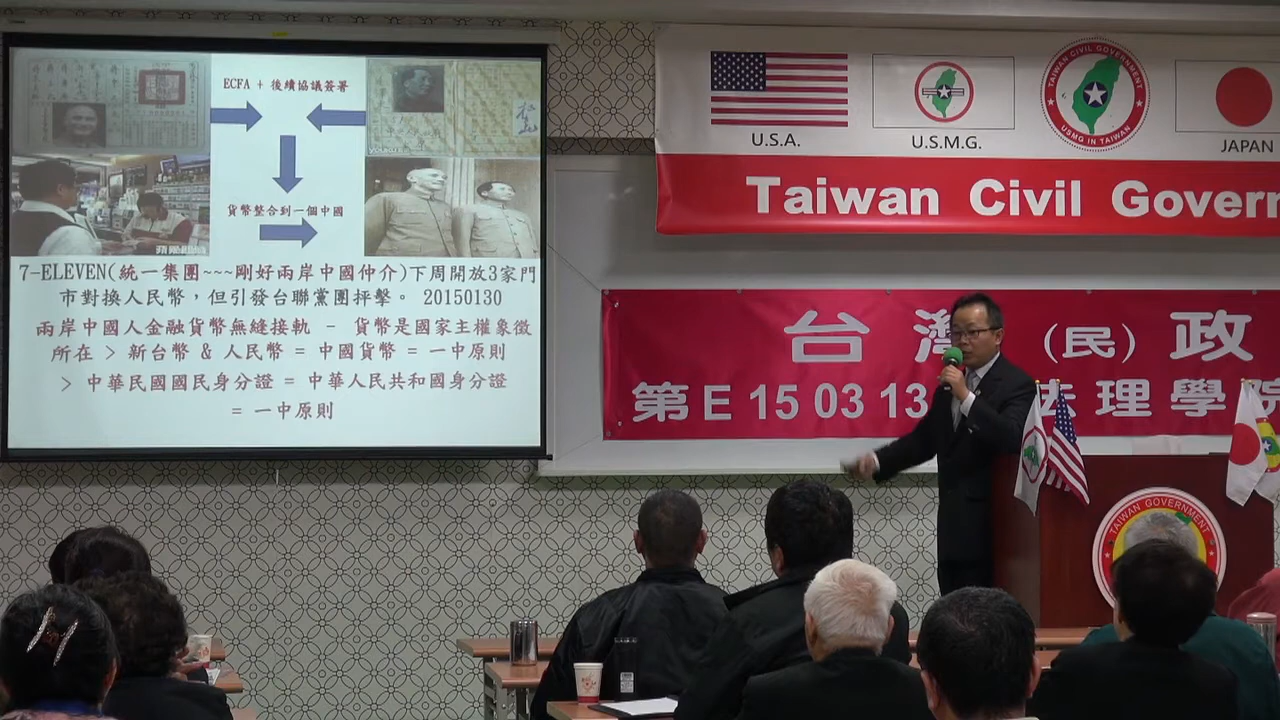 ECFA + 後續協議簽署
貨幣整合到一個中國
7-ELEVEN(統一集團~~~剛好兩岸中國仲介)下周開放3家門
市對換人民幣，但引發台聯黨團抨擊。 20150130
兩岸中國人金融貨幣無縫接軌 - 貨幣是國家主權象徵
所在 > 新台幣 & 人民幣 = 中國貨幣 = 一中原則
> 中華民國國民身分證 = 中華人民共和國身分證
= 一中原則
U.S.A.
U.S.M.G.
TAIWAN CIVIL GOVERNMENT
USMG IN TAIWAN
JAPAN
Taiwan Civil Govern
台灣(民)政
第E 15 03 13 法理學院
TAIWAN GOVERNMENT